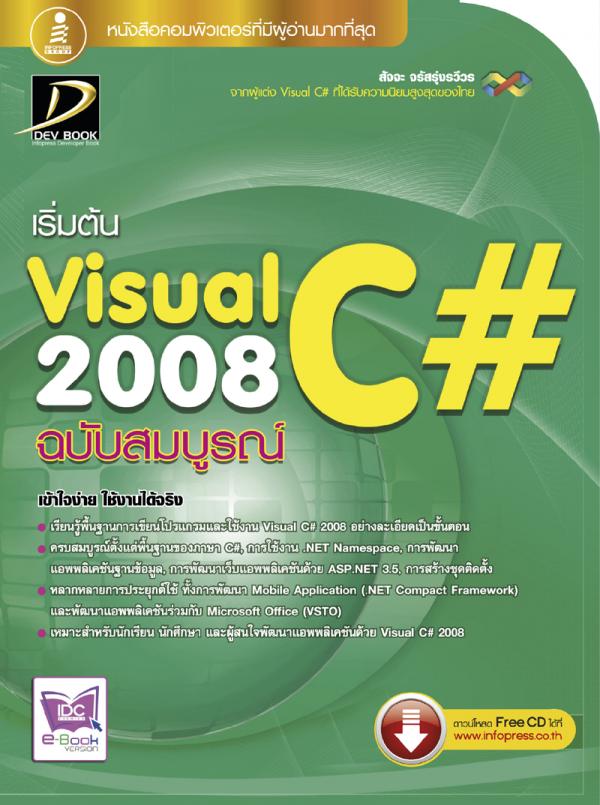 INFOPRESS
GROUP
หนังสือคอมพิวเตอร์ที่มีผู้อ่านมากที่สุด
DEV BOOK
Infopress Developer Book
สัจจะ จรัสรุ่งรวีวร
จากผู้แต่ง Visual C# ที่ได้รับความนิยมสูงสุดของไทย
เริ่มต้น
Visual C#
2008
ฉบับสมบูรณ์
เข้าใจง่าย ใช้งานได้จริง
• เรียนรู้พื้นฐานการเขียนโปรแกรมและใช้งาน Visual C# 2008 อย่างละเอียดเป็นขั้นตอน
• ครบสมบูรณ์ตั้งแต่พื้นฐานของภาษา C#, การใช้งาน .NET Namespace, การพัฒนา
แอพพลิเคชันฐานข้อมูล, การพัฒนาเว็บแอพพลิเคชันด้วย ASP.NET 3.5, การสร้างชุดติดตั้ง
• หลากหลายการประยุกต์ใช้ ทั้งการพัฒนา Mobile Application (.NET Compact Framework)
และพัฒนาแอพพลิเคชันร่วมกับ Microsoft Office (VSTO)
• เหมาะสำหรับนักเรียน นักศึกษา และผู้สนใจพัฒนาแอพพลิเคชันด้วย Visual C# 2008
IDC
PREMIER
e-Book
VERSION
ดาวน์โหลด Free CD ได้ที่
www.infopress.co.th